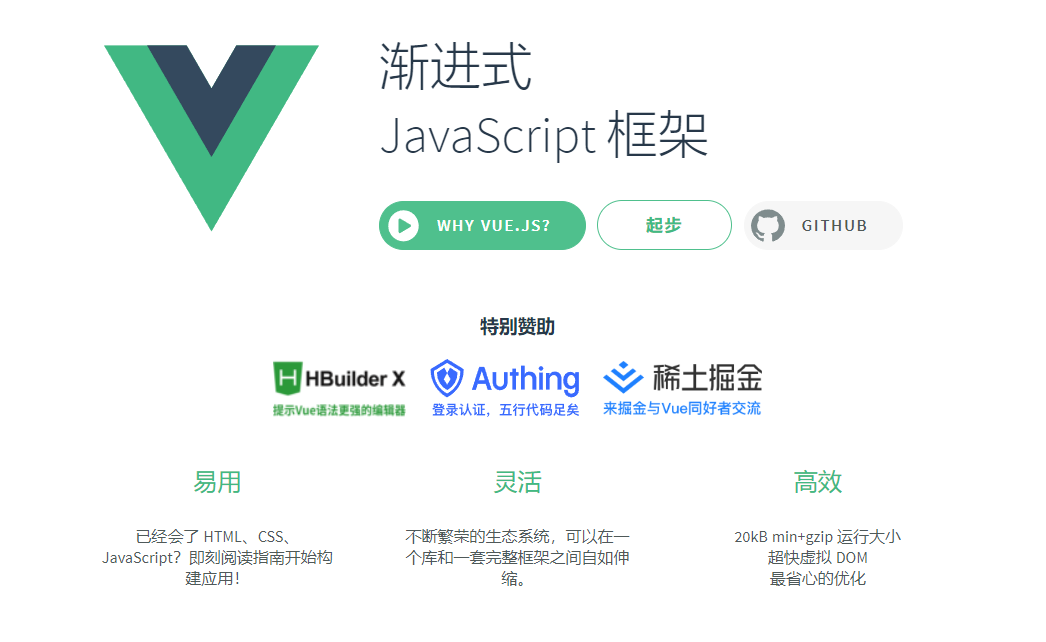 渐进式
JavaScript 框架
WHY VUE.JS?
起步
GITHUB
特别赞助
HBuilder X
提示Vue语法更强的编辑器
Authing
登录认证，五行代码足矣
稀土掘金
来掘金与Vue同好者交流
易用
已经会了 HTML、CSS、
JavaScript？即刻阅读指南开始构
建应用！
灵活
不断繁荣的生态系统，可以在一
个库和一套完整框架之间自如伸
缩。
高效
20kB min+gzip 运行大小
超快虚拟 DOM
最省心的优化